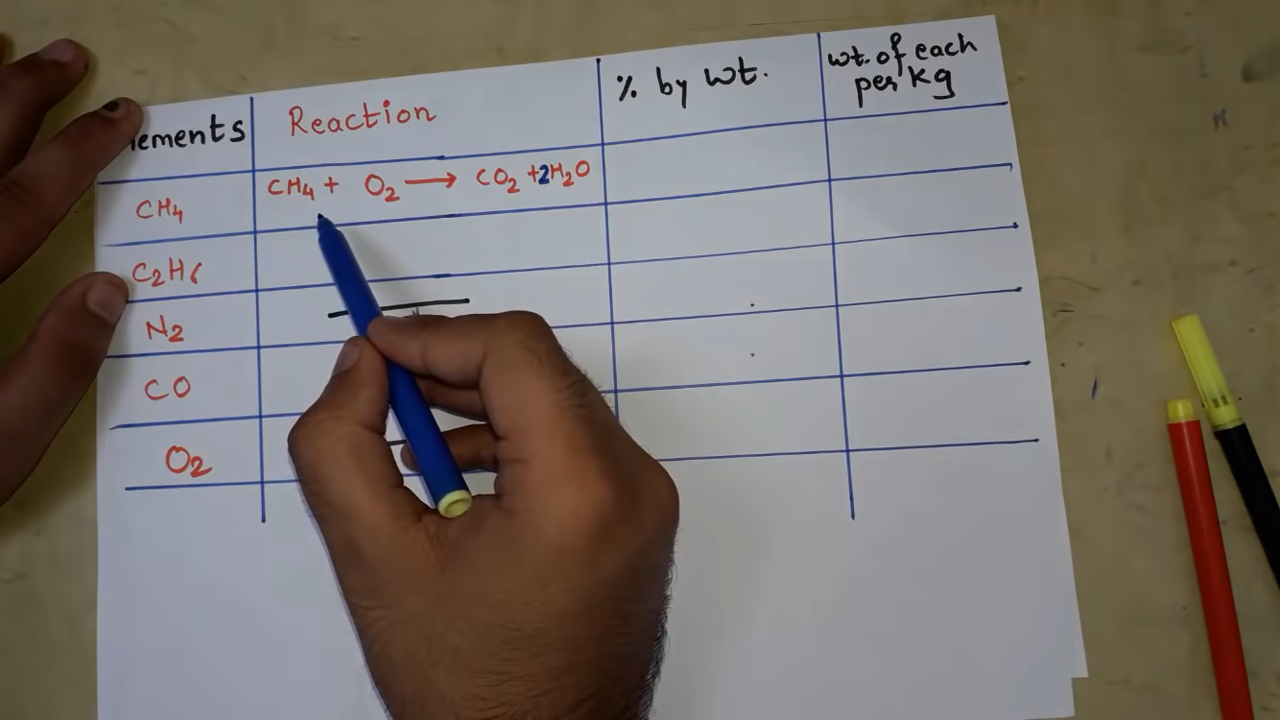 ements Reaction % by wt. wt. of each per Kg
CH4 CH4 + O2 → CO2 + 2H2O
C2H6
N2
CO
O2